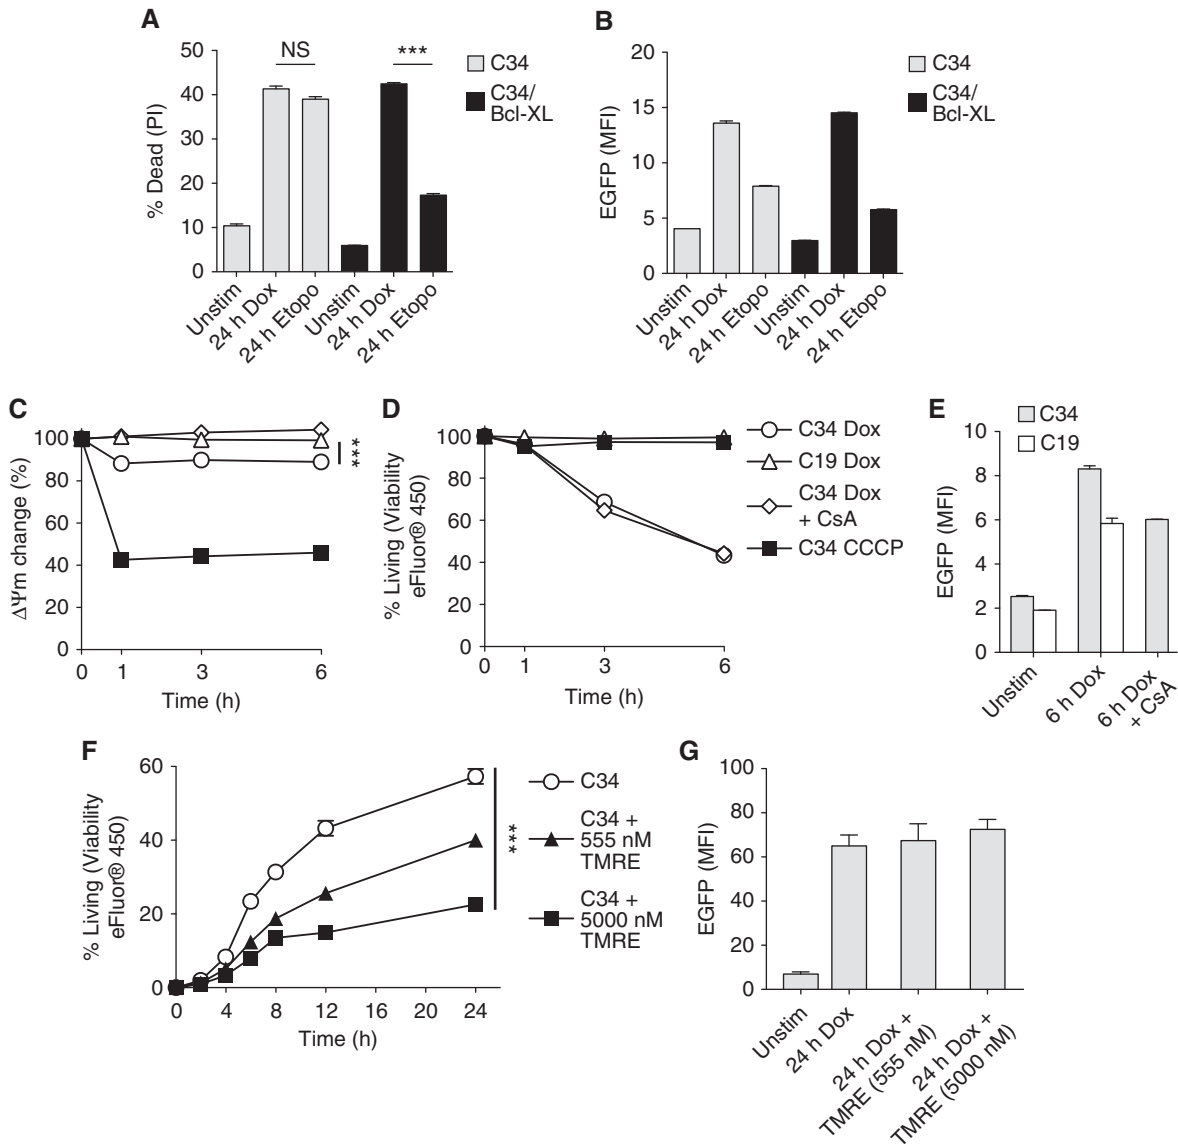 A
% Dead (PI)
50
40
30
20
10
0
NS
***
C34
C34/
Bcl-XL
Unstim
24 h Dox
24 h Etopo
Unstim
24 h Dox
24 h Etopo
B
EGFP (MFI)
20
15
10
5
0
C34
C34/
Bcl-XL
Unstim
24 h Dox
24 h Etopo
Unstim
24 h Dox
24 h Etopo
C
ΔΨm change (%)
100
80
60
40
20
0
***
0 1 3 6
Time (h)
D
% Living (Viability
eFluor® 450)
100
80
60
40
20
0
0 1 3 6
Time (h)
C34 Dox
C19 Dox
C34 Dox
+ CsA
C34 CCCP
E
C34
C19
EGFP (MFI)
10
8
6
4
2
0
Unstim
6 h Dox
6 h Dox
+ CsA
F
% Living (Viability
eFluor® 450)
60
40
20
0
0 4 8 12 16 20 24
Time (h)
***
C34
C34 +
555 nM
TMRE
C34 +
5000 nM
TMRE
G
EGFP (MFI)
100
80
60
40
20
0
Unstim
24 h Dox
24 h Dox +
TMRE (555 nM)
24 h Dox +
TMRE (5000 nM)